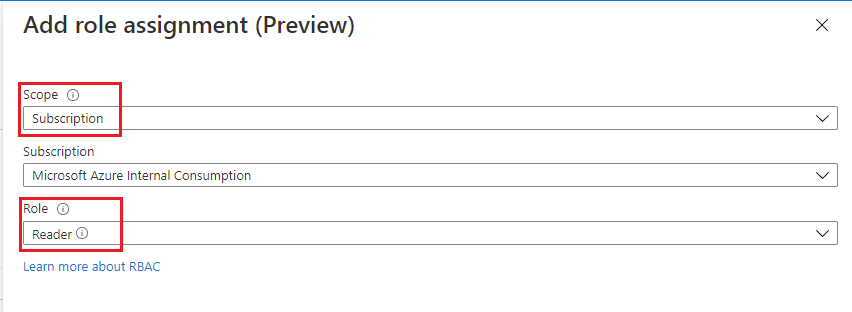 Add role assignment (Preview)
Scope
Subscription
Subscription
Microsoft Azure Internal Consumption
Role
Reader
Learn more about RBAC